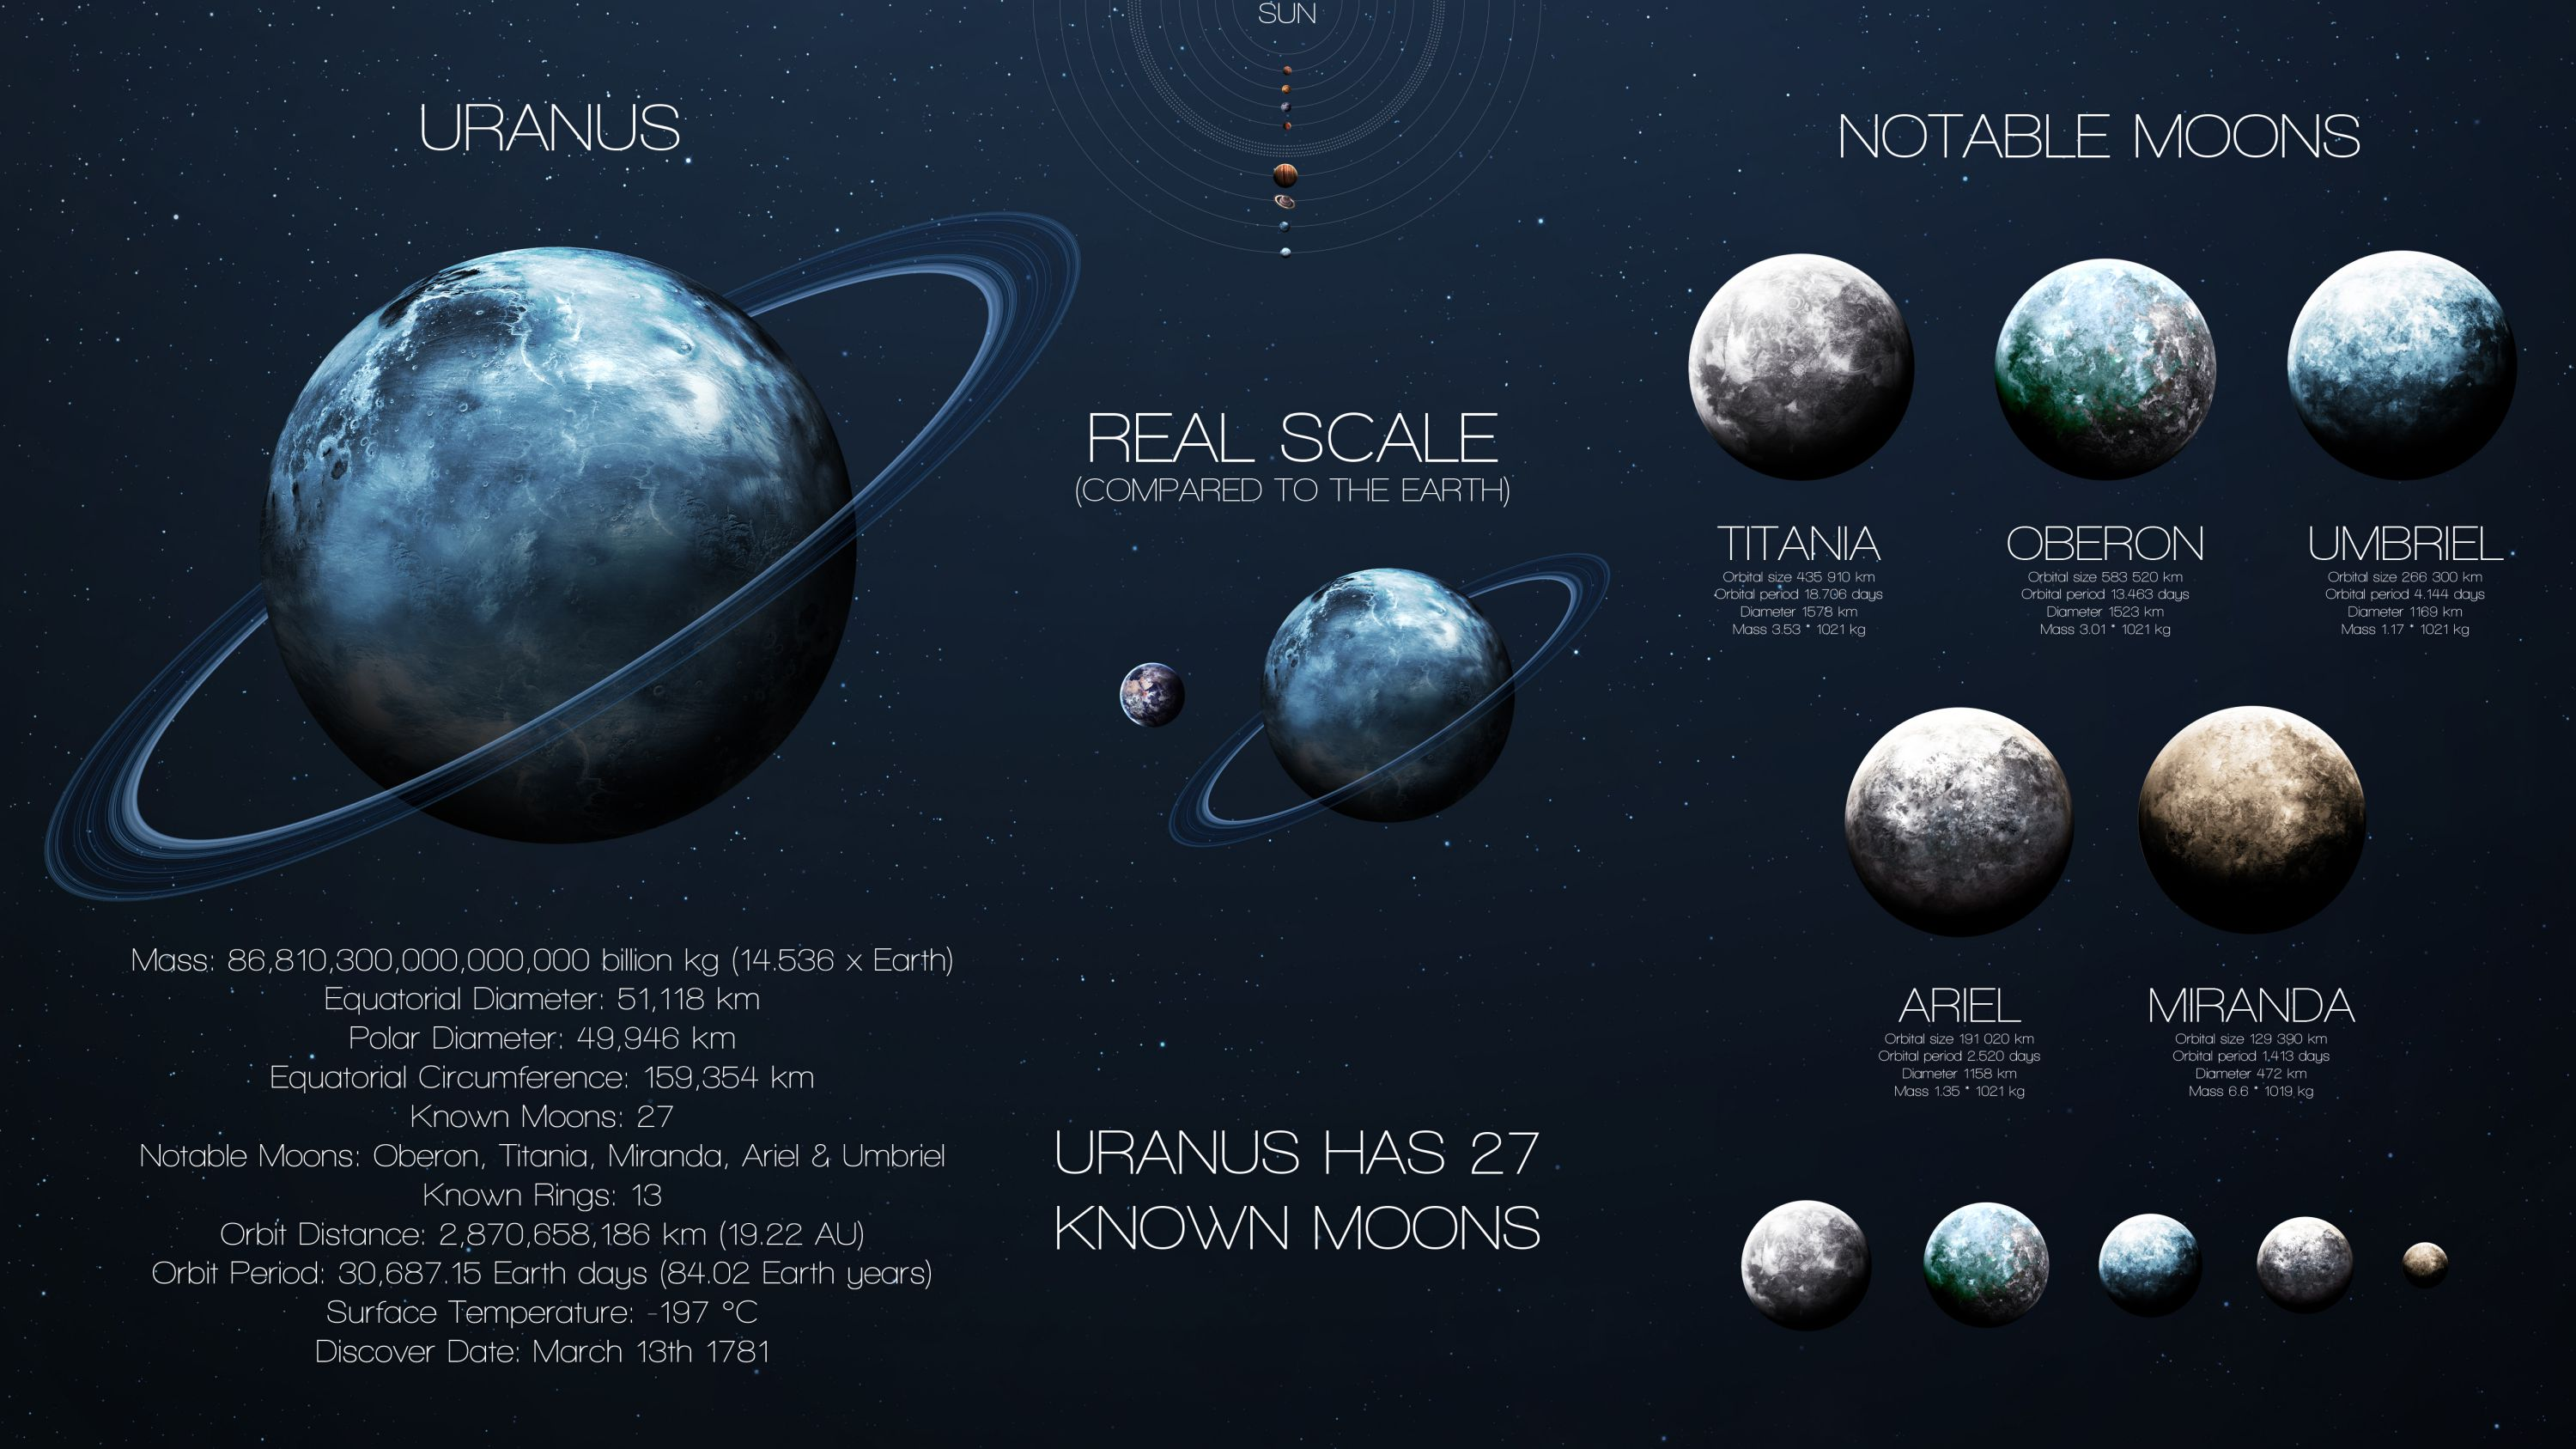 SUN
URANUS
NOTABLE MOONS
REAL SCALE
(COMPARED TO THE EARTH)
TITANIA
Orbital size 435 910 km
Orbital period 18.706 days
Diameter 1578 km
Mass 3.53 * 1021 kg
OBERON
Orbital size 583 520 km
Orbital period 13.463 days
Diameter 1523 km
Mass 3.01 * 1021 kg
UMBRIEL
Orbital size 266 300 km
Orbital period 4.144 days
Diameter 1169 km
Mass 1.17 * 1021 kg
ARIEL
Orbital size 191 020 km
Orbital period 2.520 days
Diameter 1158 km
Mass 1.35 * 1021 kg
MIRANDA
Orbital size 129 390 km
Orbital period 1,413 days
Diameter 472 km
Mass 6.6 * 1019 kg
Mass: 86,810,300,000,000,000 billion kg (14.536 x Earth)
Equatorial Diameter: 51,118 km
Polar Diameter: 49,946 km
Equatorial Circumference: 159,354 km
Known Moons: 27
Notable Moons: Oberon, Titania, Miranda, Ariel & Umbriel
Known Rings: 13
Orbit Distance: 2,870,658,186 km (19.22 AU)
Orbit Period: 30,687.15 Earth days (84.02 Earth years)
Surface Temperature: -197 °C
Discover Date: March 13th 1781
URANUS HAS 27
KNOWN MOONS